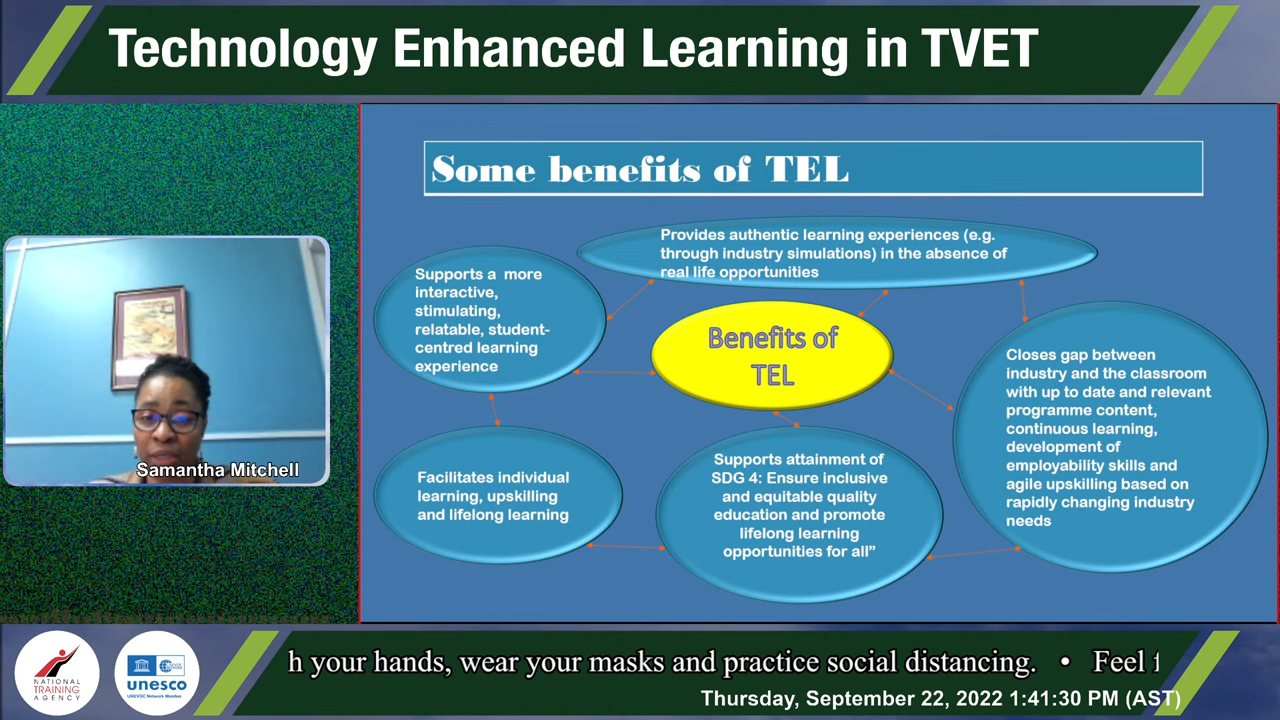 Technology Enhanced Learning in TVET
Some benefits of TEL
Provides authentic learning experiences (e.g.
through industry simulations) in the absence of
real life opportunities
Supports a more
interactive,
stimulating,
relatable, student-
centred learning
experience
Benefits of
TEL
Closes gap between
industry and the classroom
with up to date and relevant
programme content,
continuous learning,
development of
employability skills and
agile upskilling based on
rapidly changing industry
needs
Samantha Mitchell
Facilitates individual
learning, upskilling
and lifelong learning
Supports attainment of
SDG 4: Ensure inclusive
and equitable quality
education and promote
lifelong learning
opportunities for all”
NATIONAL
TRAINING
AGENCY
unesco
UNEVOC Network Member
h your hands, wear your masks and practice social distancing. • Feel f
Thursday, September 22, 2022 1:41:30 PM (AST)